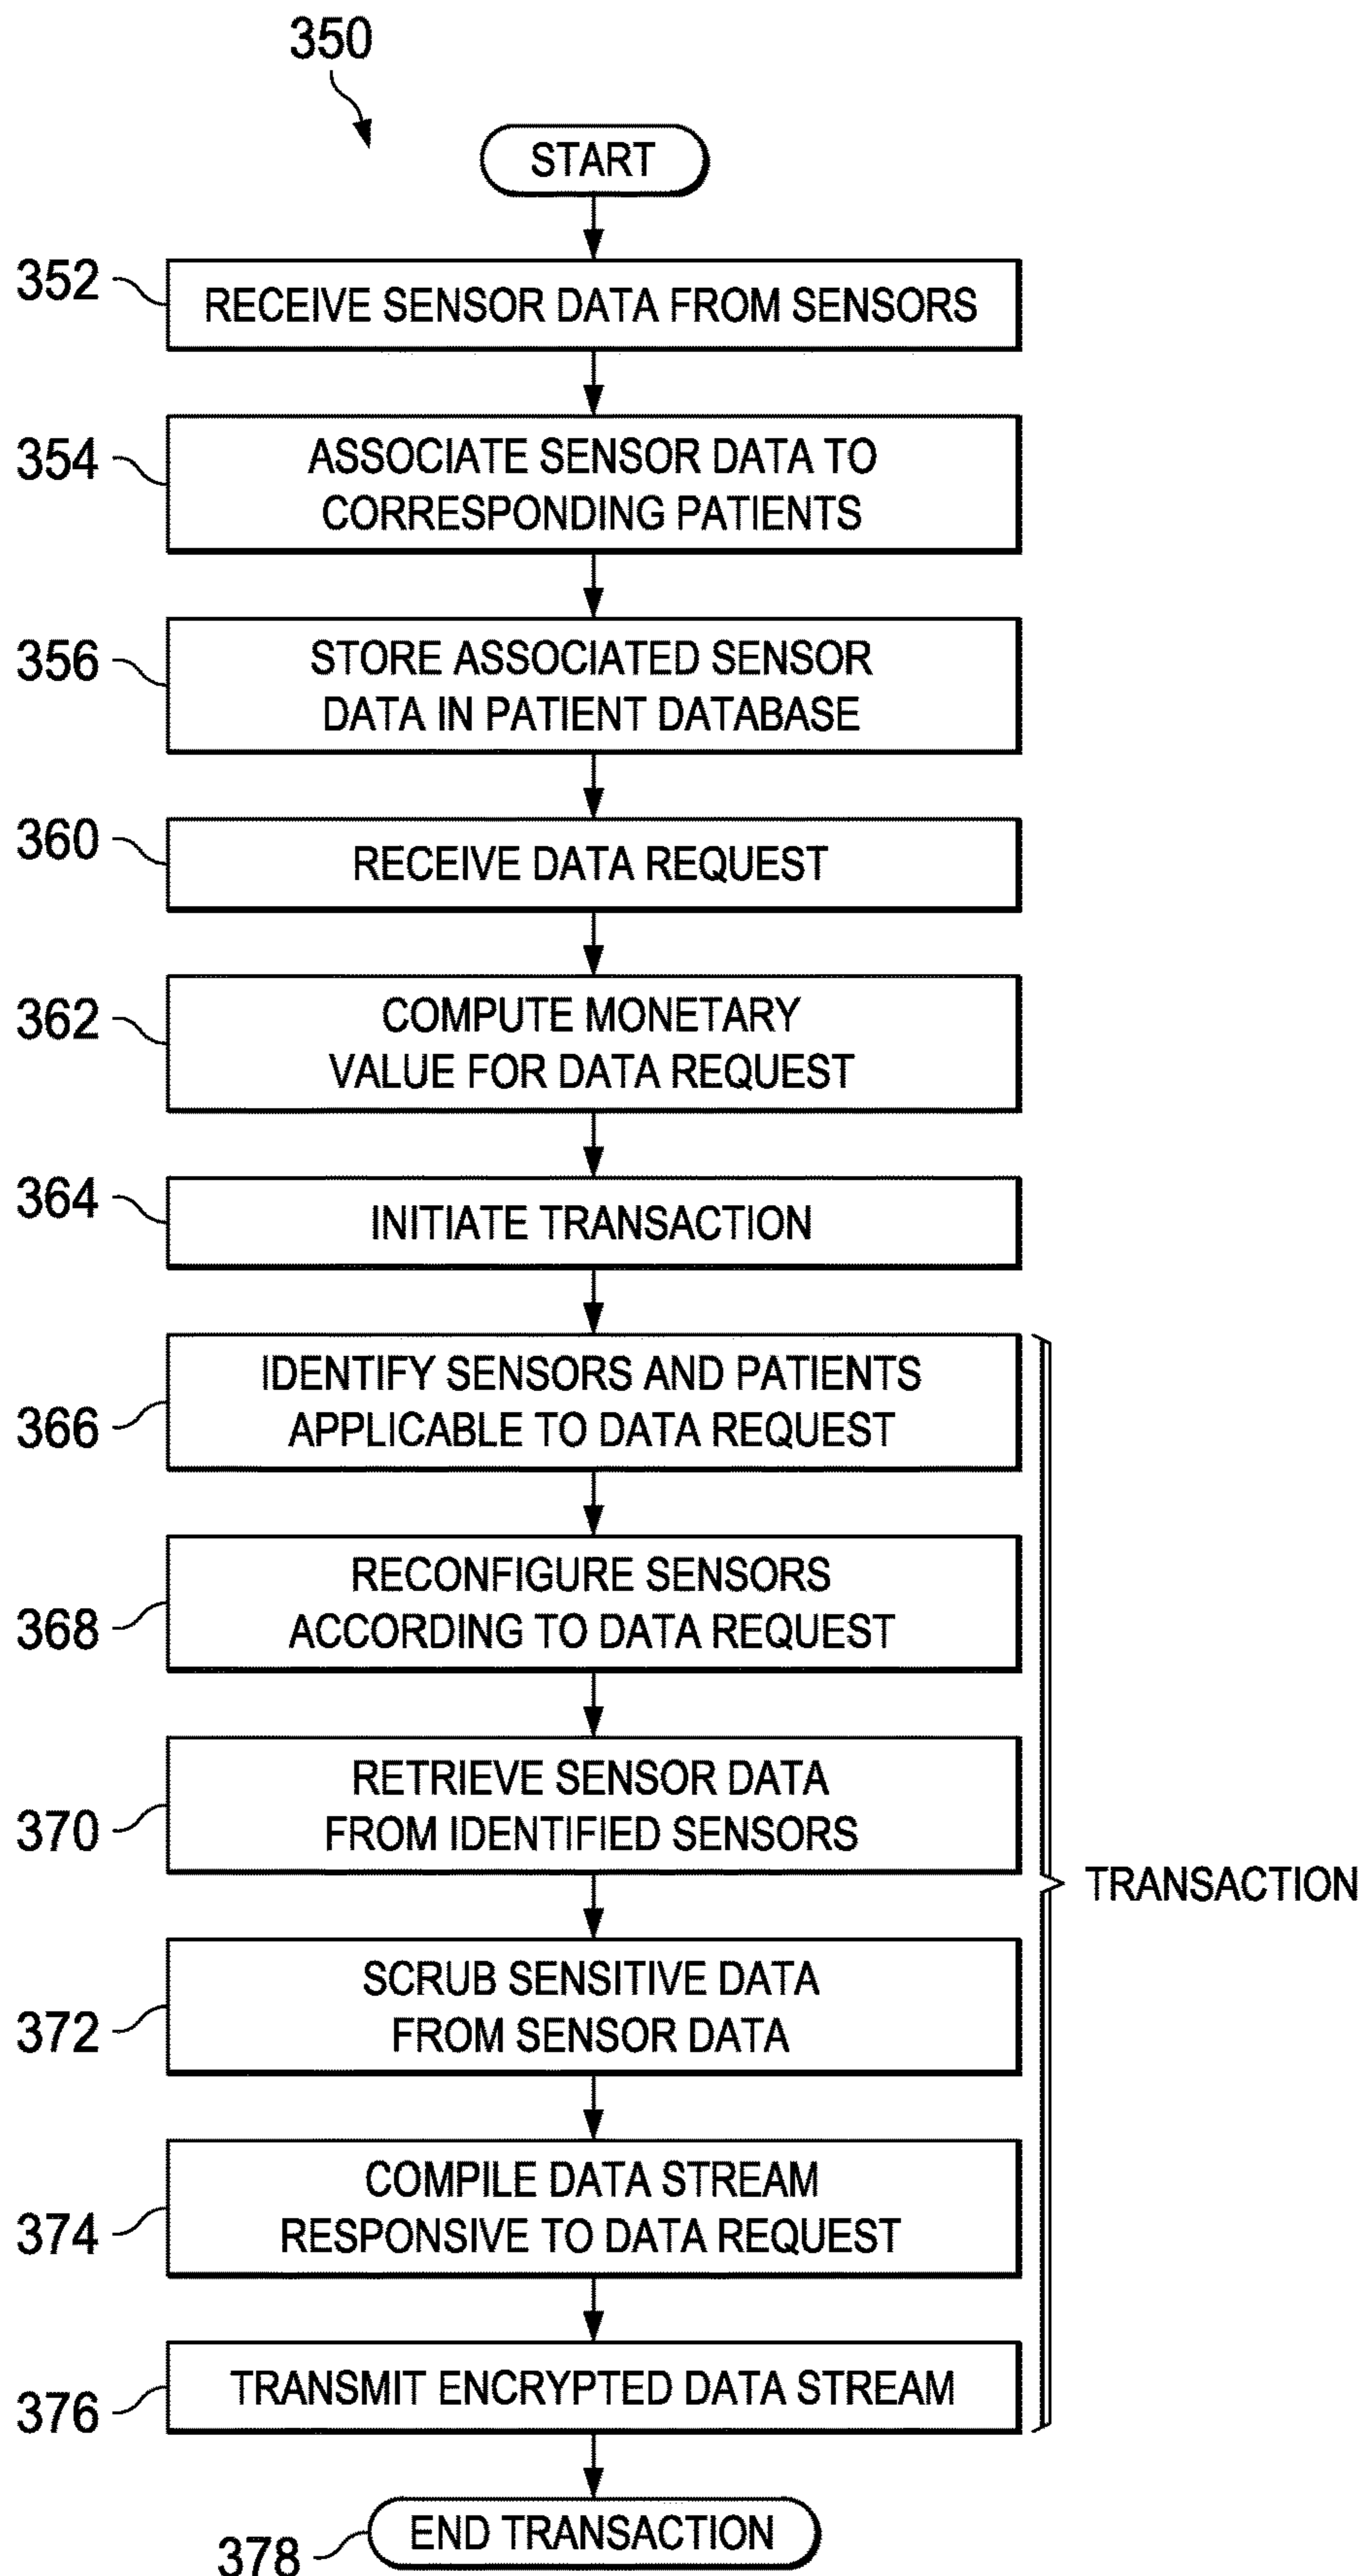 350
START
352
RECEIVE SENSOR DATA FROM SENSORS
354
ASSOCIATE SENSOR DATA TO
CORRESPONDING PATIENTS
356
STORE ASSOCIATED SENSOR
DATA IN PATIENT DATABASE
360
RECEIVE DATA REQUEST
362
COMPUTE MONETARY
VALUE FOR DATA REQUEST
364
INITIATE TRANSACTION
366
IDENTIFY SENSORS AND PATIENTS
APPLICABLE TO DATA REQUEST
368
RECONFIGURE SENSORS
ACCORDING TO DATA REQUEST
370
RETRIEVE SENSOR DATA
FROM IDENTIFIED SENSORS
TRANSACTION
372
SCRUB SENSITIVE DATA
FROM SENSOR DATA
374
COMPILE DATA STREAM
RESPONSIVE TO DATA REQUEST
376
TRANSMIT ENCRYPTED DATA STREAM
378
END TRANSACTION